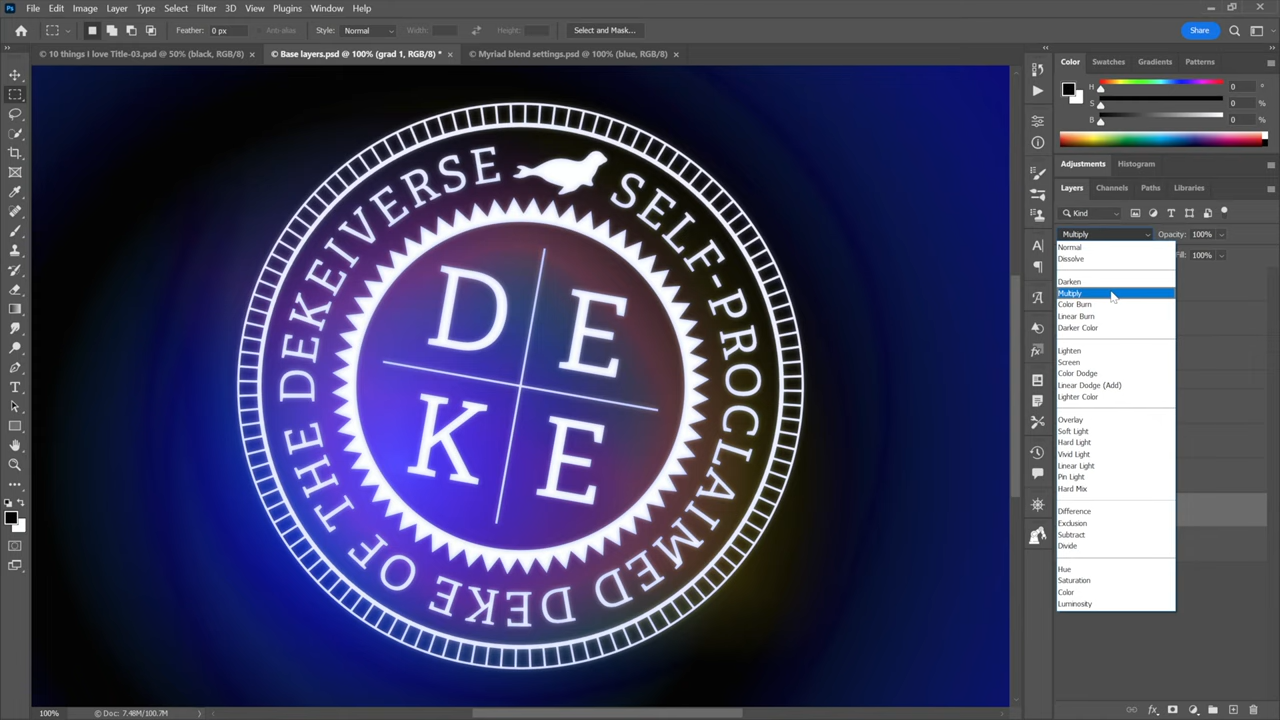 Ps File Edit Image Layer Type Select Filter 3D View Plugins Window Help
Feather: 0 px Anti-alias Style: Normal Width: Height: Select and Mask... Share
© 10 things I love Title-03.psd @ 50% (black, RGB/8) × © Base layers.psd @ 100% (grad 1, RGB/8) * × © Myriad blend settings.psd @ 100% (blue, RGB/8) ×
Color Swatches Gradients Patterns
H 0 °
S 0 %
B 0 %
Adjustments Histogram
Layers Channels Paths Libraries
Kind
Multiply Opacity: 100%
Fill: 100%
Normal
Dissolve
Darken
Multiply
Color Burn
Linear Burn
Darker Color
Lighten
Screen
Color Dodge
Linear Dodge (Add)
Lighter Color
Overlay
Soft Light
Hard Light
Vivid Light
Linear Light
Pin Light
Hard Mix
Difference
Exclusion
Subtract
Divide
Hue
Saturation
Color
Luminosity
SELF-PROCLAIMED DEKE O' THE DEKEIVERSE
D E
K E
100% © Doc: 7.48M/100.7M